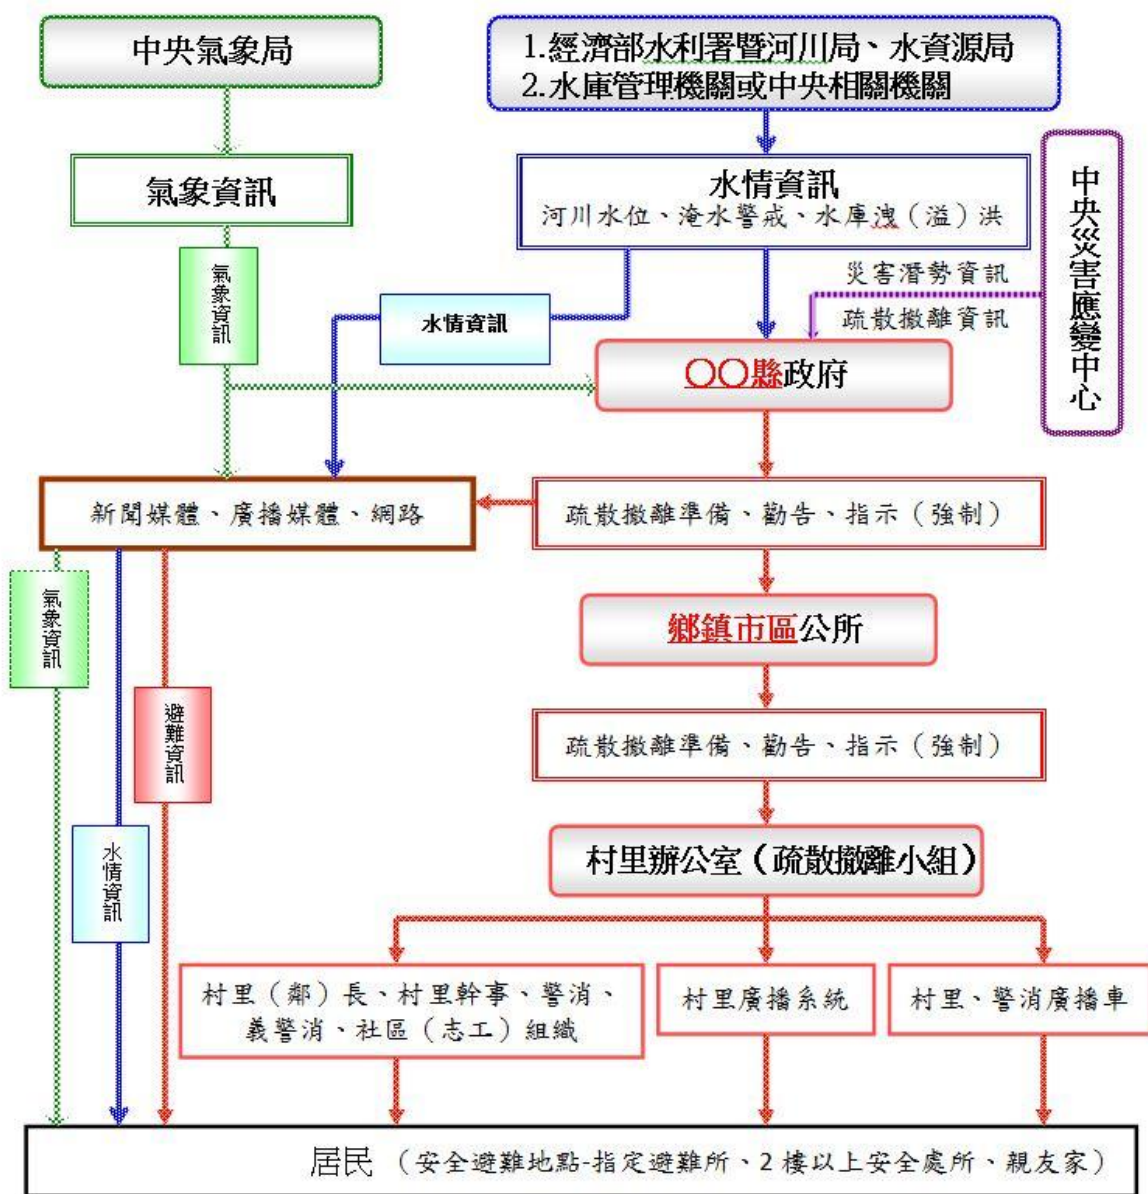 中央氣象局
1.經濟部水利署暨河川局、水資源局
2.水庫管理機關或中央相關機關
中央災害應變中心
氣象資訊
水情資訊
河川水位、淹水警戒、水庫洩（溢）洪
氣象資訊
災害潛勢資訊
水情資訊
疏散撤離資訊
〇〇縣政府
新聞媒體、廣播媒體、網路
疏散撤離準備、勸告、指示（強制）
氣象資訊
鄉鎮市區公所
避難資訊
疏散撤離準備、勸告、指示（強制）
水情資訊
村里辦公室（疏散撤離小組）
村里（鄰）長、村里幹事、警消、
義警消、社區（志工）組織
村里廣播系統
村里、警消廣播車
居民（安全避難地點-指定避難所、2樓以上安全處所、親友家）